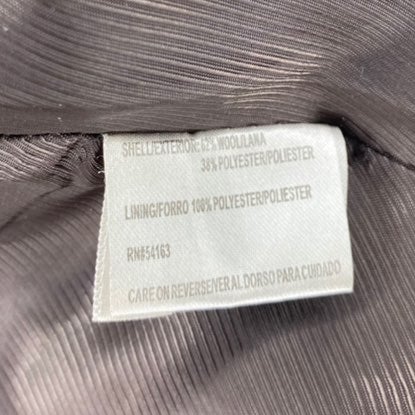 SHELL/EXTERIOR: 62% WOOL/LANA
38% POLYESTER/POLIESTER
LINING/FORRO 100% POLYESTER/POLIESTER
RN#54163
CARE ON REVERSE/VER AL DORSO PARA CUIDADO